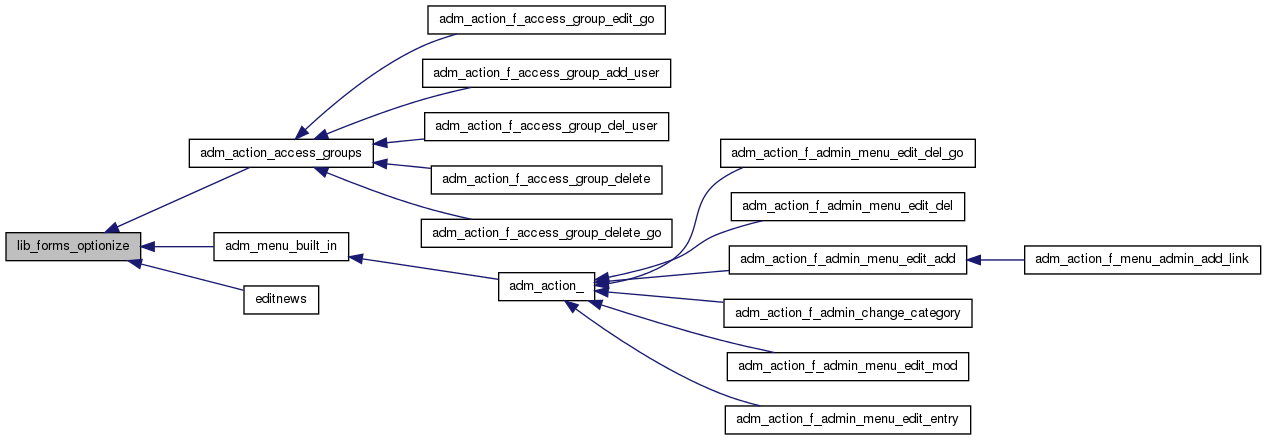 adm_action_f_access_group_edit_go
adm_action_f_access_group_add_user
adm_action_f_access_group_del_user
adm_action_access_groups
adm_action_f_admin_menu_edit_del_go
adm_action_f_access_group_delete
adm_action_f_admin_menu_edit_del
adm_action_f_access_group_delete_go
lib_forms_optionize
adm_menu_built_in
adm_action_f_admin_menu_edit_add
adm_action_f_menu_admin_add_link
adm_action_
editnews
adm_action_f_admin_change_category
adm_action_f_admin_menu_edit_mod
adm_action_f_admin_menu_edit_entry